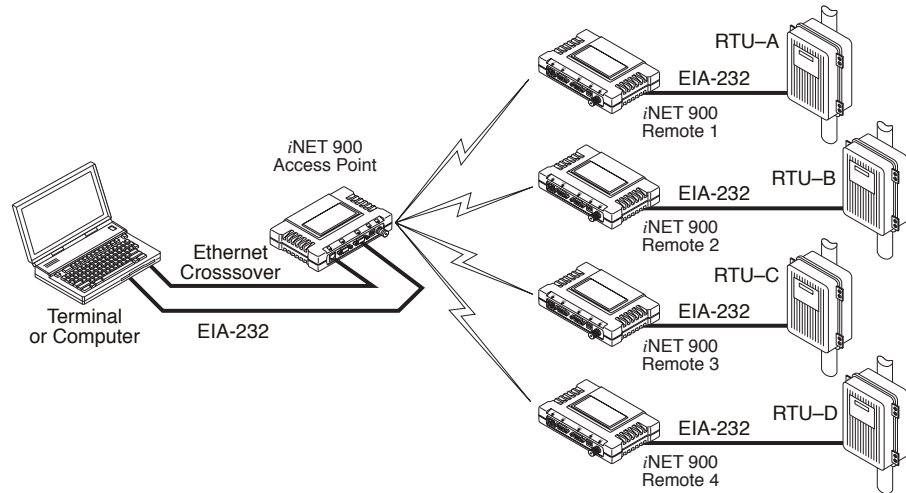 RTU–A
EIA-232
iNET 900
Remote 1
iNET 900
Access Point
RTU–B
EIA-232
iNET 900
Remote 2
Ethernet
Crosssover
Terminal
or Computer
EIA-232
RTU–C
EIA-232
iNET 900
Remote 3
RTU–D
EIA-232
iNET 900
Remote 4